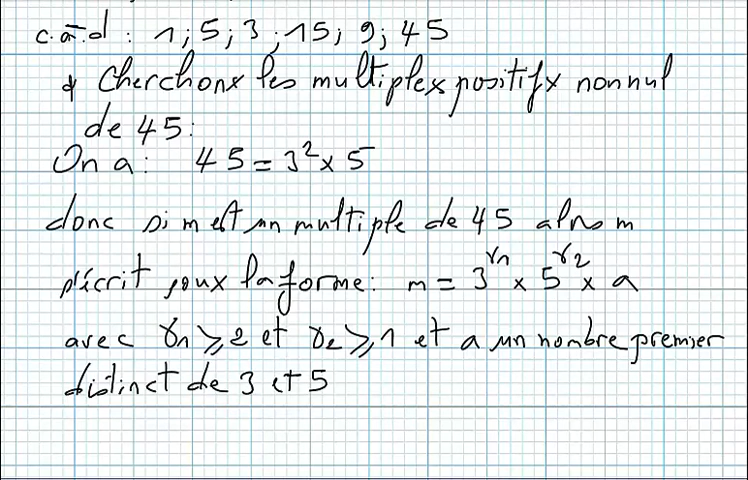 c.à.d : 1 ; 5 ; 3 ; 15 ; 9 ; 45
Cherchons les multiples positifs non nul
de 45:
On a : 45 = 3² × 5
donc si m est un multiple de 45 alors m
s'écrit sous la forme : m = 3^γ₁ × 5^γ₂ × a
avec γ₁ ⩾ 2 et γ₂ ⩾ 1 et a un nombre premier
distinct de 3 et 5